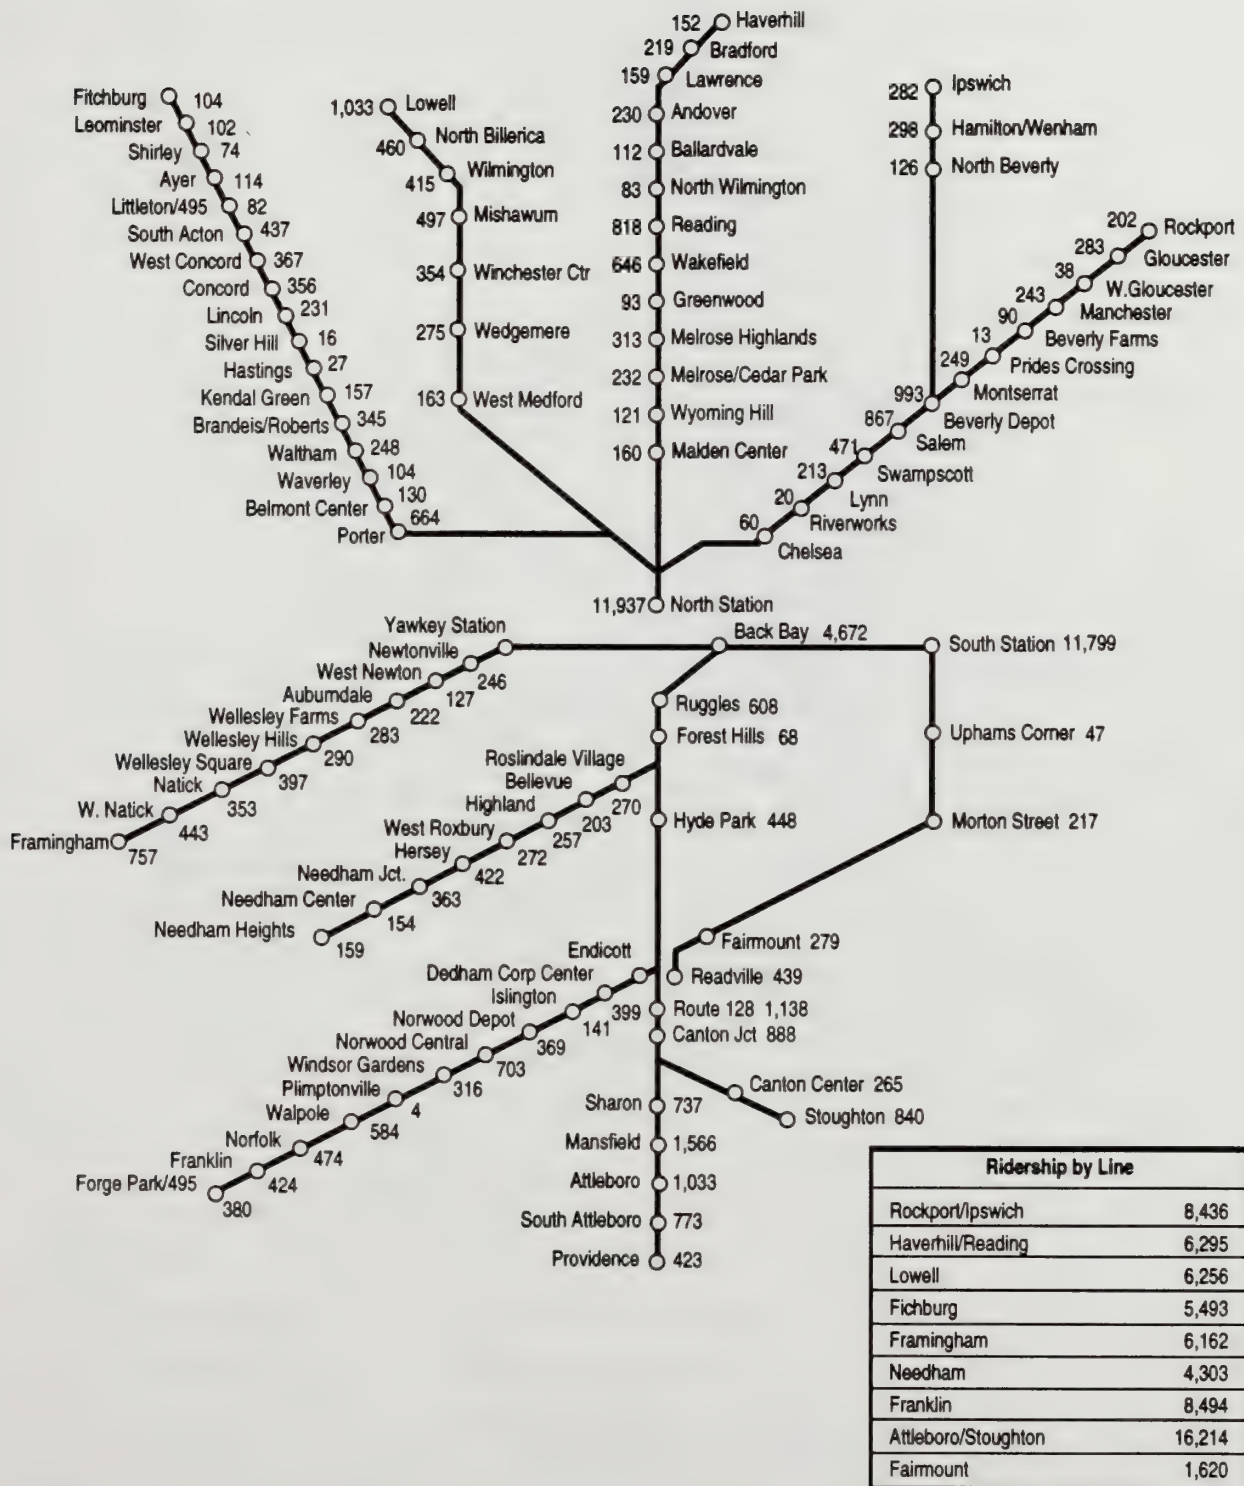 Fitchburg 104
Leominster 102
Shirley 74
Ayer 114
Littleton/495 82
South Acton 437
West Concord 367
Concord 356
Lincoln 231
Silver Hill 16
Hastings 27
Kendal Green 157
Brandeis/Roberts 345
Waltham 248
Waverley 104
Belmont Center 130
Porter 664
1,033 Lowell
460 North Billerica
415 Wilmington
497 Mishawum
354 Winchester Ctr
275 Wedgemere
163 West Medford
152 Haverhill
219 Bradford
159 Lawrence
230 Andover
112 Ballardvale
83 North Wilmington
818 Reading
646 Wakefield
93 Greenwood
313 Melrose Highlands
232 Melrose/Cedar Park
121 Wyoming Hill
160 Malden Center
282 Ipswich
298 Hamilton/Wenham
126 North Beverly
202 Rockport
283 Gloucester
38 W.Gloucester
243 Manchester
90 Beverly Farms
13 Prides Crossing
249 Montserrat
993 Beverly Depot
867 Salem
471 Swampscott
213 Lynn
20 Riverworks
60 Chelsea
11,937 North Station
Yawkey Station
Newtonville 246
West Newton 127
Auburndale 222
Wellesley Farms 283
Wellesley Hills 290
Wellesley Square 397
Natick 353
W. Natick 443
Framingham 757
Back Bay 4,672
South Station 11,799
Ruggles 608
Forest Hills 68
Uphams Corner 47
Roslindale Village 270
Bellevue 203
Highland 257
West Roxbury 272
Hersey 422
Needham Jct. 363
Needham Center 154
Needham Heights 159
Hyde Park 448
Morton Street 217
Fairmount 279
Readville 439
Endicott
Dedham Corp Center 399
Islington 141
Norwood Depot 369
Norwood Central 703
Windsor Gardens 316
Plimptonville 4
Walpole 584
Norfolk 474
Franklin 424
Forge Park/495 380
Route 128 1,138
Canton Jct 888
Canton Center 265
Stoughton 840
Sharon 737
Mansfield 1,566
Attleboro 1,033
South Attleboro 773
Providence 423
Ridership by Line
Rockport/Ipswich 8,436
Haverhill/Reading 6,295
Lowell 6,256
Fichburg 5,493
Framingham 6,162
Needham 4,303
Franklin 8,494
Attleboro/Stoughton 16,214
Fairmount 1,620